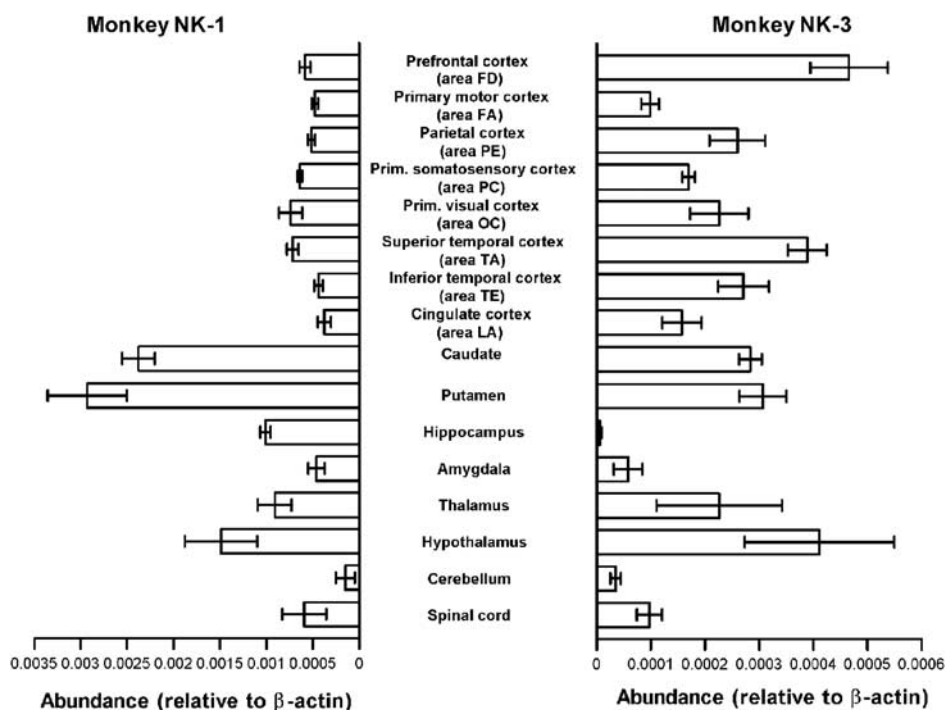 Monkey NK-1
Monkey NK-3
Prefrontal cortex
(area FD)
Primary motor cortex
(area FA)
Parietal cortex
(area PE)
Prim. somatosensory cortex
(area PC)
Prim. visual cortex
(area OC)
Superior temporal cortex
(area TA)
Inferior temporal cortex
(area TE)
Cingulate cortex
(area LA)
Caudate
Putamen
Hippocampus
Amygdala
Thalamus
Hypothalamus
Cerebellum
Spinal cord
0.0035 0.003 0.0025 0.002 0.0015 0.001 0.0005 0
0 0.0001 0.0002 0.0003 0.0004 0.0005 0.0006
Abundance (relative to β-actin)
Abundance (relative to β-actin)